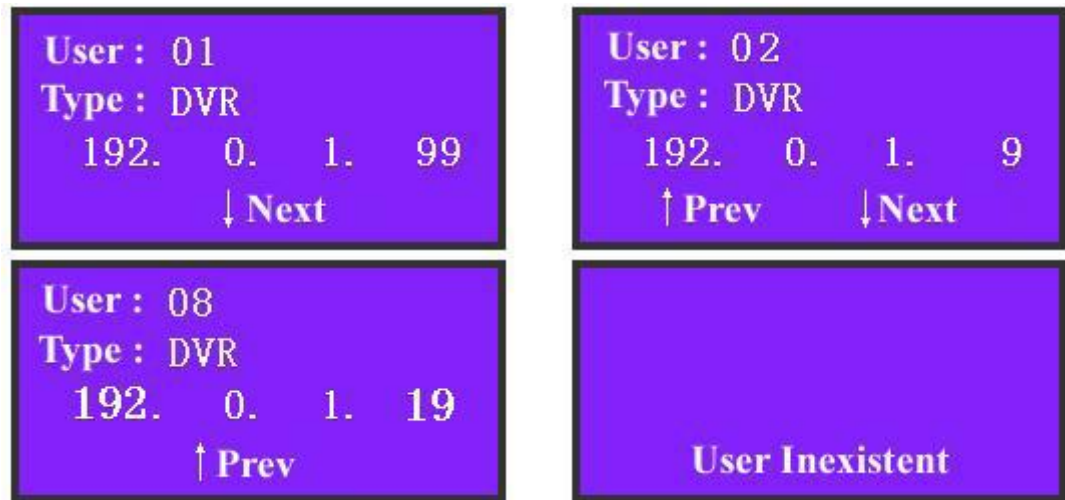 User : 01
Type : DVR
192. 0. 1. 99
↓ Next
User : 02
Type : DVR
192. 0. 1. 9
↑ Prev ↓ Next
User : 08
Type : DVR
192. 0. 1. 19
↑ Prev
User Inexistent